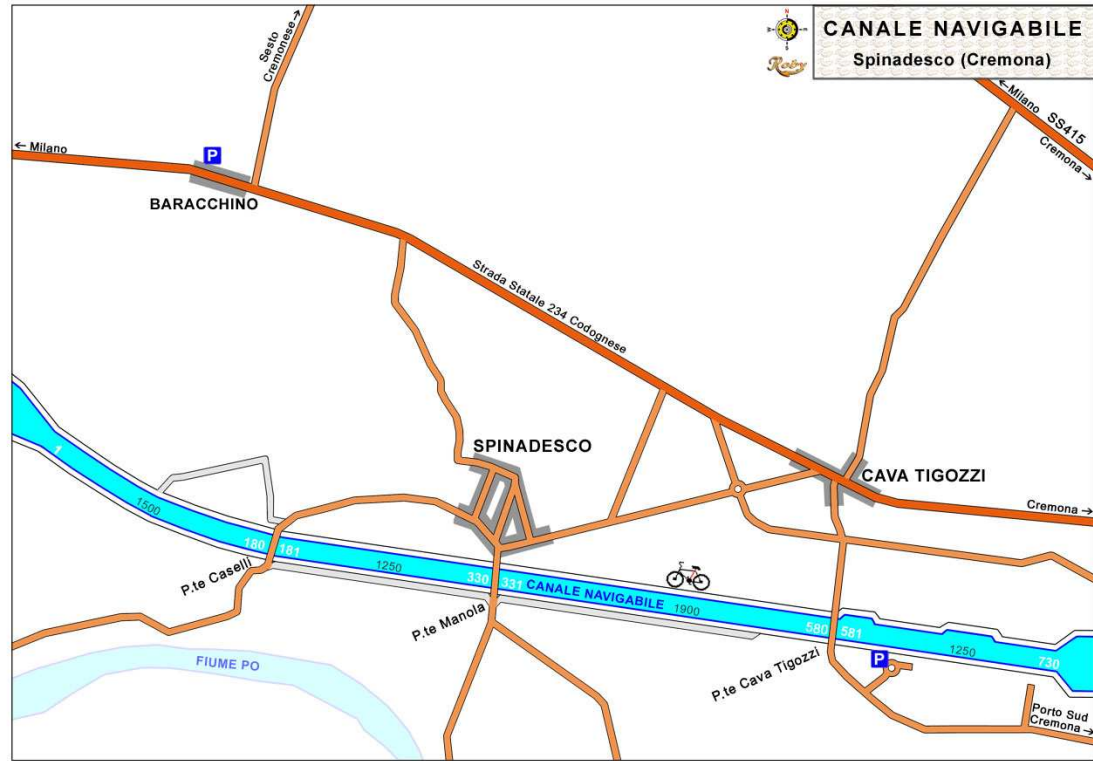 CANALE NAVIGABILE
Spinadesco (Cremona)
N
S
Roby
Sesto
Cremonese →
← Milano
P
BARACCHINO
← Milano SS415
Cremona →
Strada Statale 234 Codognese
SPINADESCO
CAVA TIGOZZI
Cremona →
1
1500
180
181
P.te Caselli
1250
330
331
CANALE NAVIGABILE
1900
P.te Manola
580
581
1250
730
P.te Cava Tigozzi
P
FIUME PO
Porto Sud
Cremona →